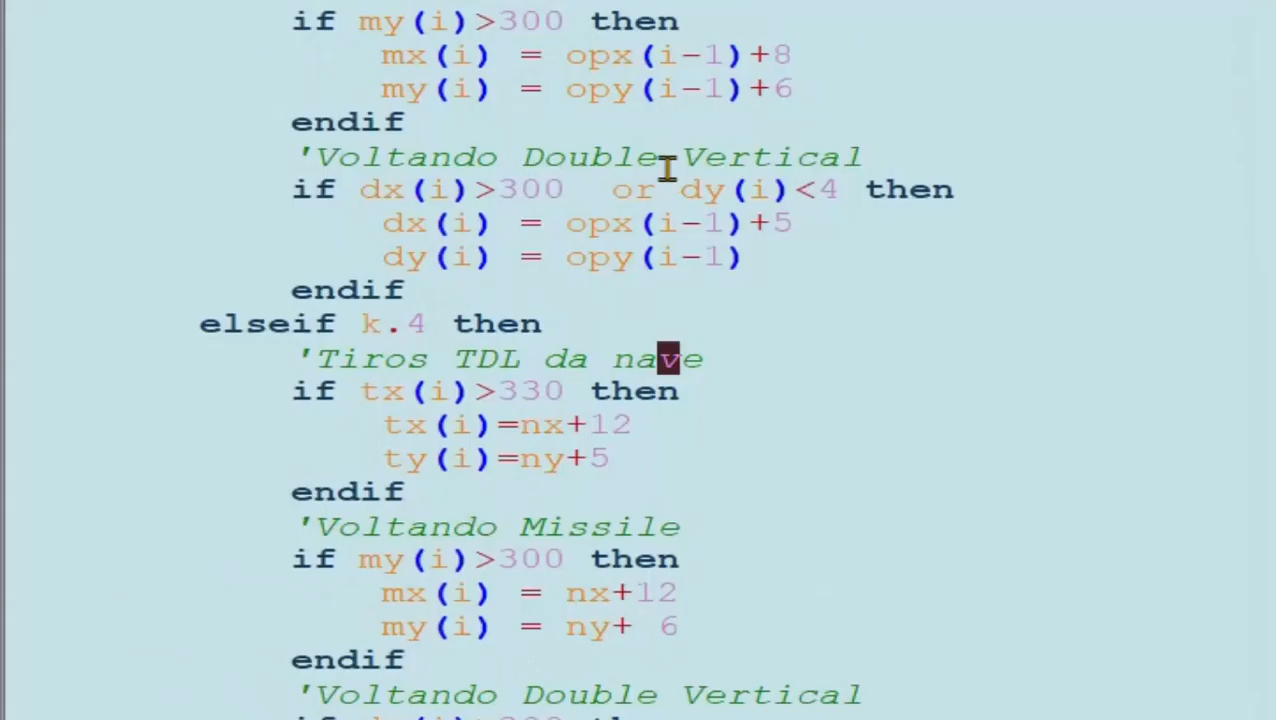 if my(i)>300 then
mx(i) = opx(i-1)+8
my(i) = opy(i-1)+6
endif
'Voltando Double Vertical
if dx(i)>300 or dy(i)<4 then
dx(i) = opx(i-1)+5
dy(i) = opy(i-1)
endif
elseif k.4 then
'Tiros TDL da nave
if tx(i)>330 then
tx(i)=nx+12
ty(i)=ny+5
endif
'Voltando Missile
if my(i)>300 then
mx(i) = nx+12
my(i) = ny+ 6
endif
'Voltando Double Vertical